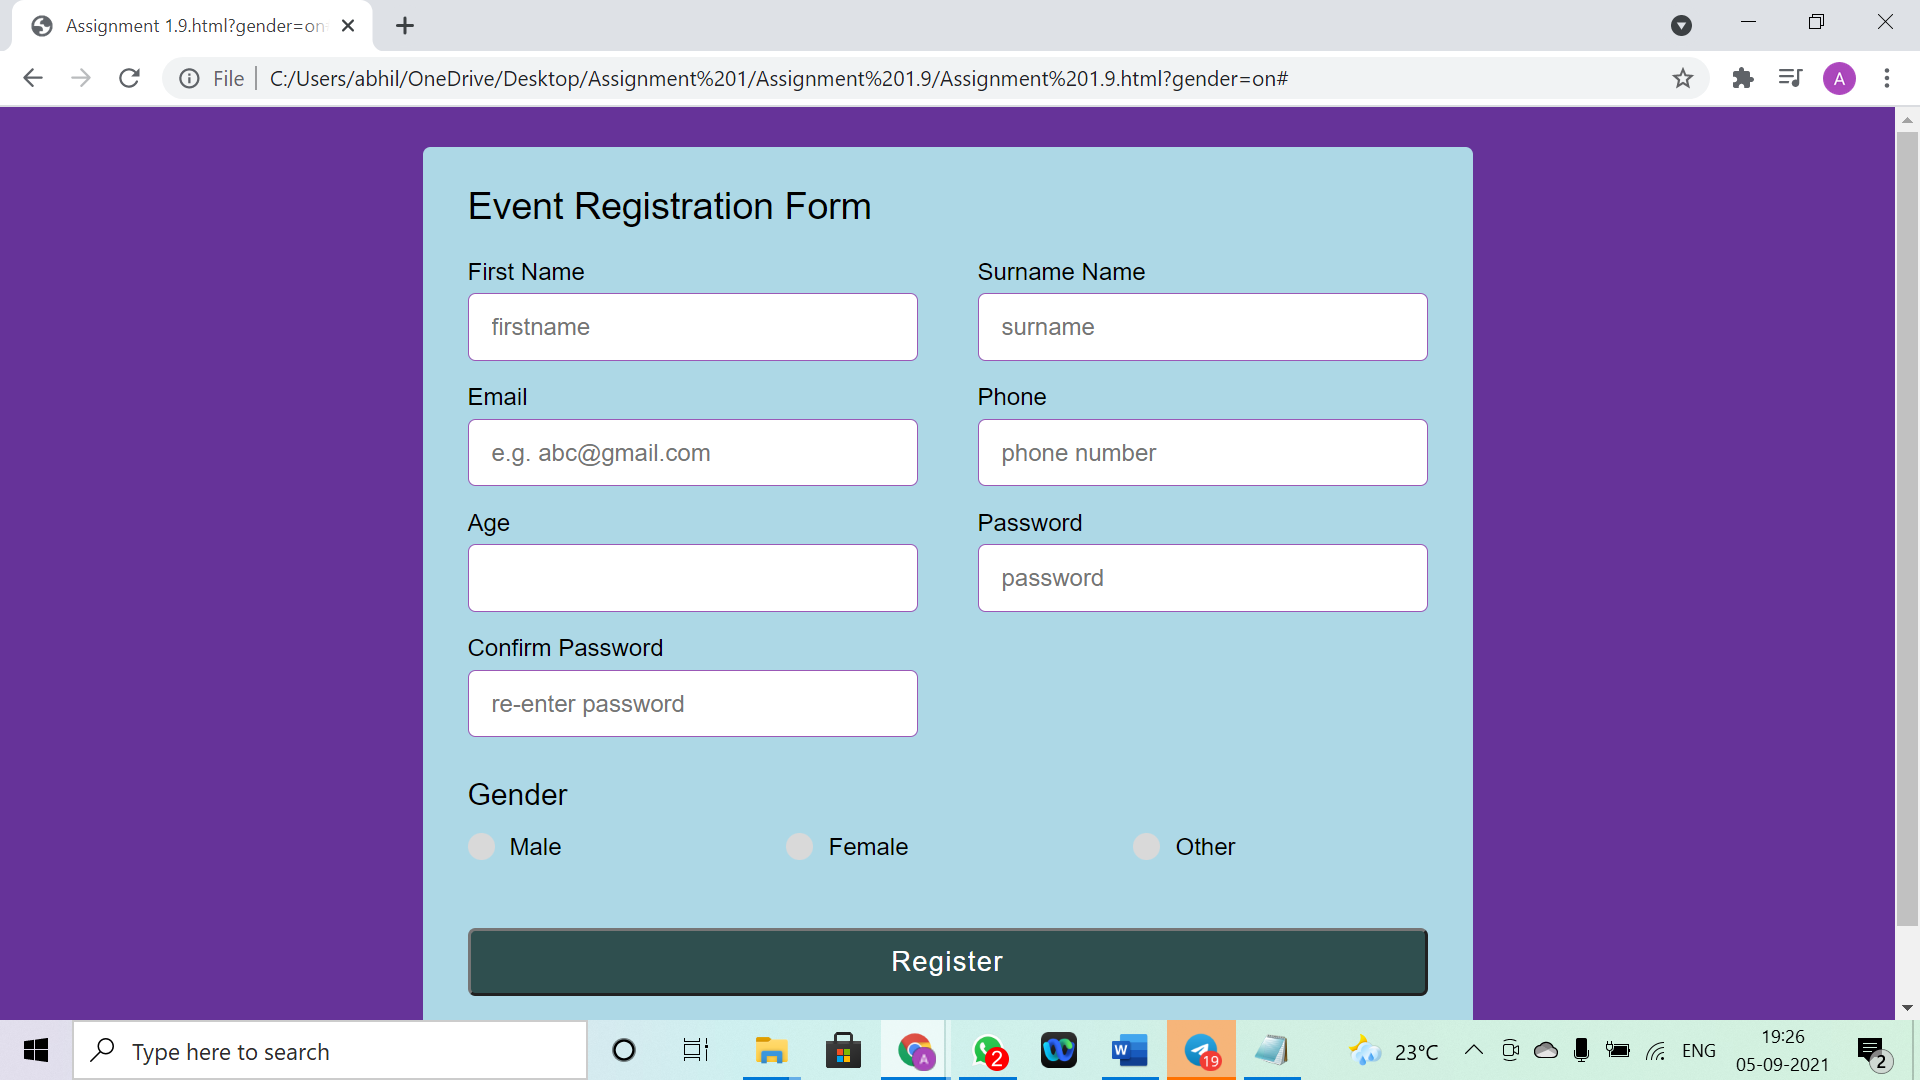 Assignment 1.9.html?gender=on
File C:/Users/abhil/OneDrive/Desktop/Assignment%201/Assignment%201.9/Assignment%201.9.html?gender=on# A
Event Registration Form
First Name Surname Name
firstname surname
Email Phone
e.g. abc@gmail.com phone number
Age Password
password
Confirm Password
re-enter password
Gender
Male Female Other
Register
Type here to search A 2 W 19 23°C ENG 19:26 2
05-09-2021